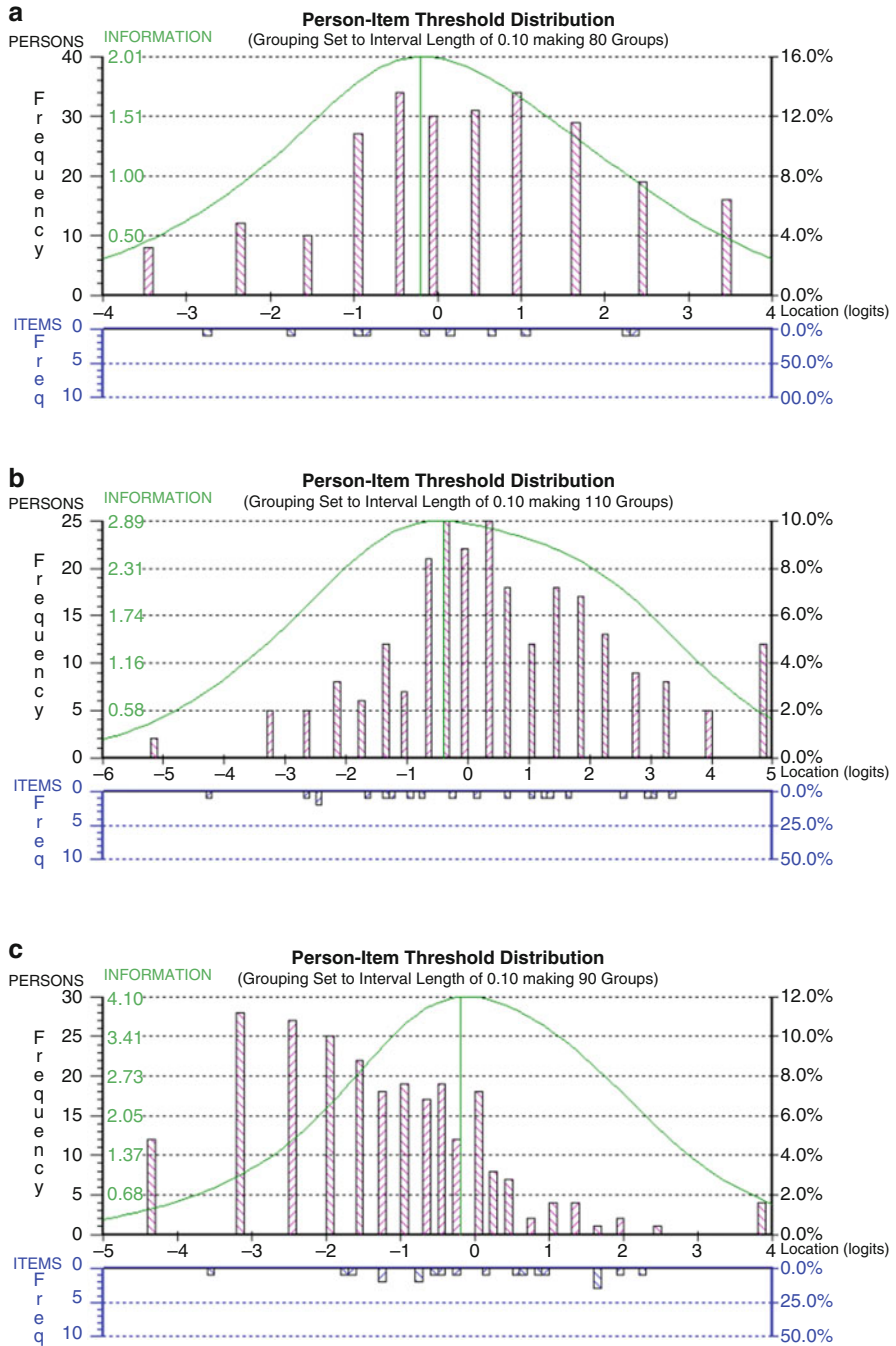 a
Person-Item Threshold Distribution
PERSONS INFORMATION (Grouping Set to Interval Length of 0.10 making 80 Groups)
40 2.01 16.0%
Frequency
30 1.51 12.0%
20 1.00 8.0%
10 0.50 4.0%
0 0.0%
–4 –3 –2 –1 0 1 2 3 4 Location (logits)
ITEMS 0 0.0%
Freq
5 50.0%
10 00.0%
b
Person-Item Threshold Distribution
PERSONS INFORMATION (Grouping Set to Interval Length of 0.10 making 110 Groups)
25 2.89 10.0%
Frequency
20 2.31 8.0%
15 1.74 6.0%
10 1.16 4.0%
5 0.58 2.0%
0 0.0%
–6 –5 –4 –3 –2 –1 0 1 2 3 4 5 Location (logits)
ITEMS 0 0.0%
Freq
5 25.0%
10 50.0%
c
Person-Item Threshold Distribution
PERSONS INFORMATION (Grouping Set to Interval Length of 0.10 making 90 Groups)
30 4.10 12.0%
Frequency
25 3.41 10.0%
20 2.73 8.0%
15 2.05 6.0%
10 1.37 4.0%
5 0.68 2.0%
0 0.0%
–5 –4 –3 –2 –1 0 1 2 3 4 Location (logits)
ITEMS 0 0.0%
Freq
5 25.0%
10 50.0%